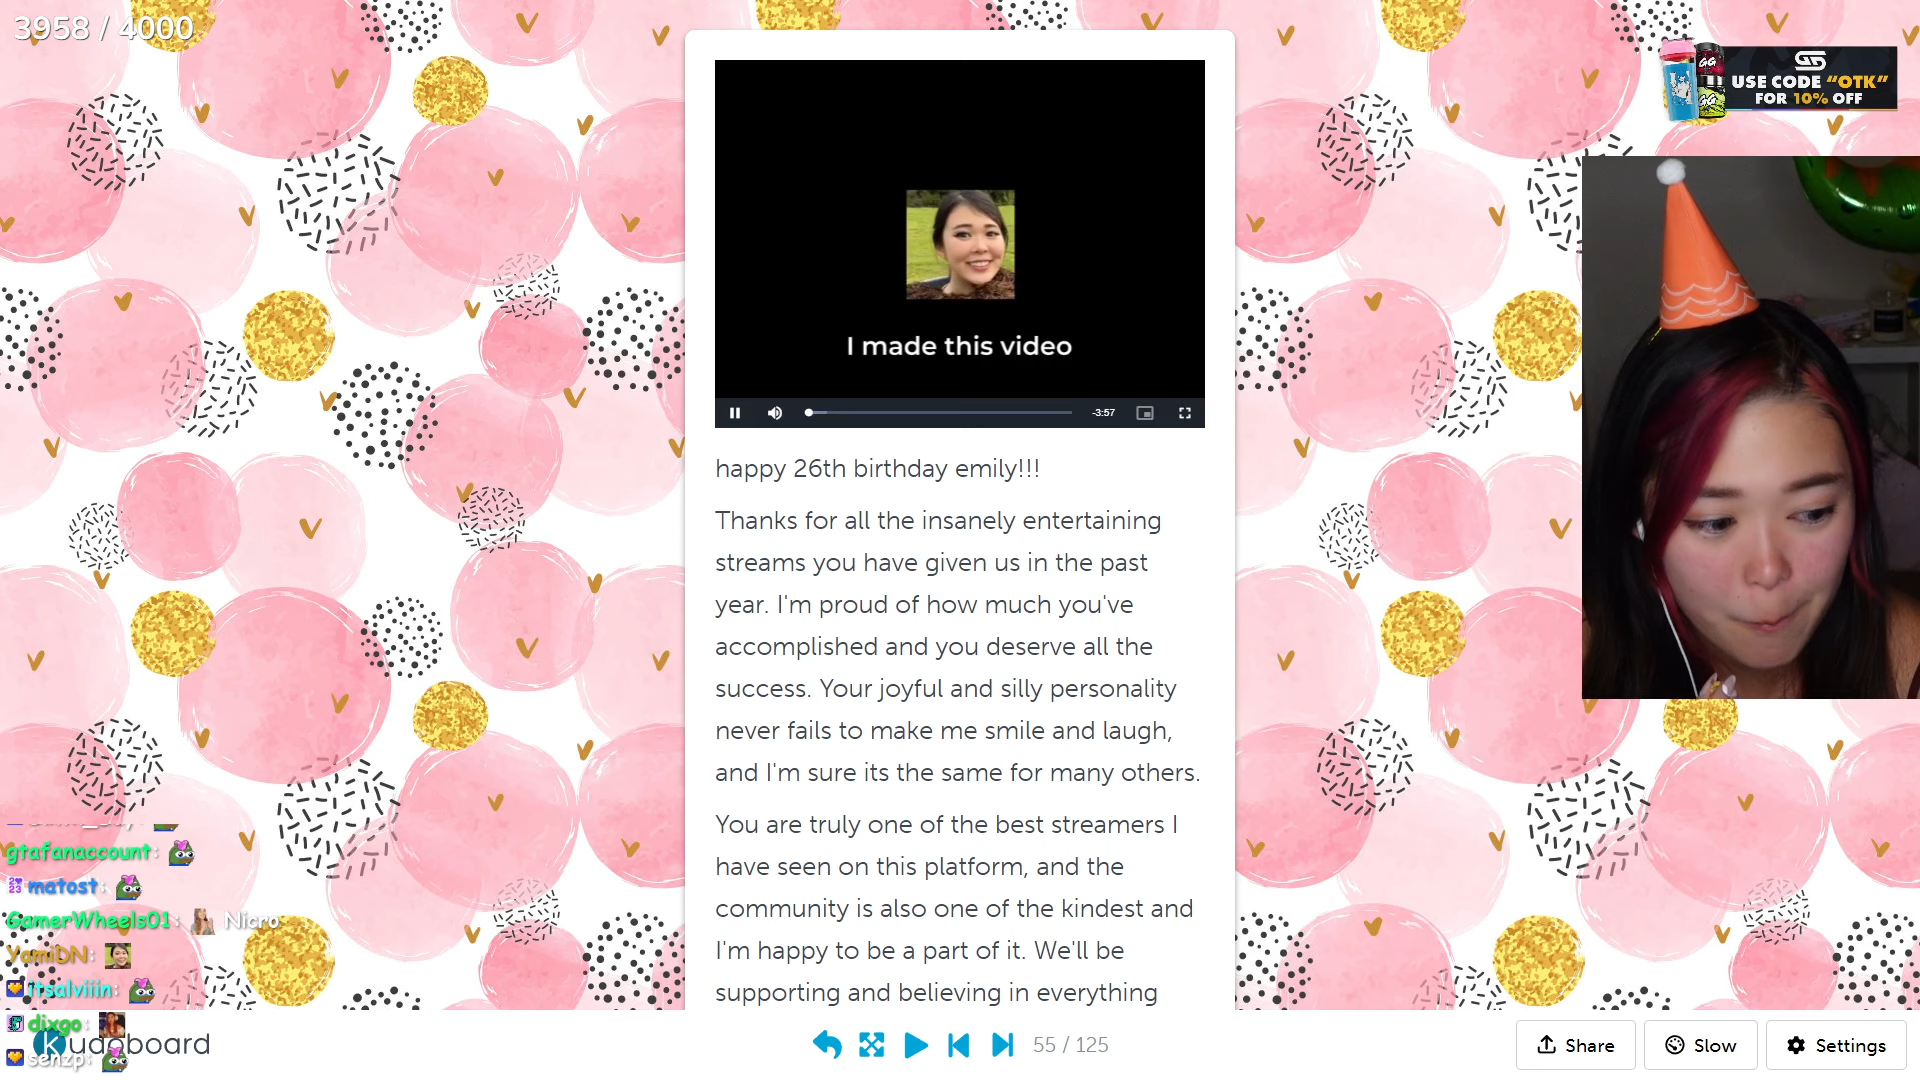 3958 / 4000
GG
GG
USE CODE "OTK"
FOR 10% OFF
I made this video
-3:57
happy 26th birthday emily!!!
Thanks for all the insanely entertaining
streams you have given us in the past
year. I'm proud of how much you've
accomplished and you deserve all the
success. Your joyful and silly personality
never fails to make me smile and laugh,
and I'm sure its the same for many others.
You are truly one of the best streamers I
have seen on this platform, and the
community is also one of the kindest and
I'm happy to be a part of it. We'll be
supporting and believing in everything
gtafanaccount:
matost:
GamerWheels01: Nicro
YamiDN:
itsalviiin:
dixgo:
kudoboard
senzp:
55 / 125
Share
Slow
Settings